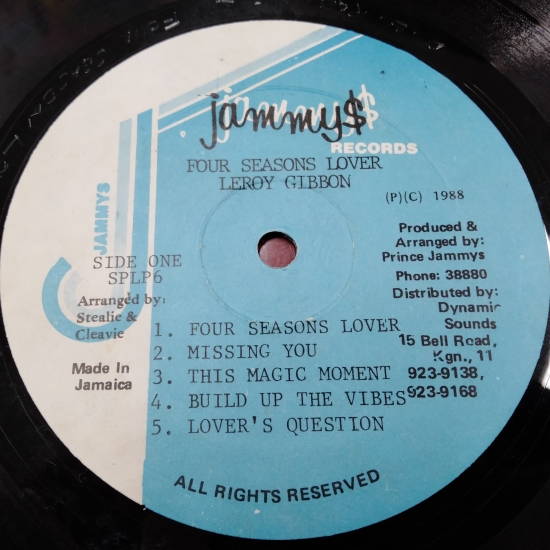 jammy$
RECORDS
FOUR SEASONS LOVER
LEROY GIBBON
(P)(C) 1988
JAMMYS
Produced &
Arranged by:
Prince Jammys
Phone: 38880
Distributed by:
Dynamic
Sounds
15 Bell Road,
Kgn., 11
923-9138,
923-9168
SIDE ONE
SPLP6
Arranged by:
Stealie &
Cleavie
Made In
Jamaica
1. FOUR SEASONS LOVER
2. MISSING YOU
3. THIS MAGIC MOMENT
4. BUILD UP THE VIBES
5. LOVER'S QUESTION
ALL RIGHTS RESERVED